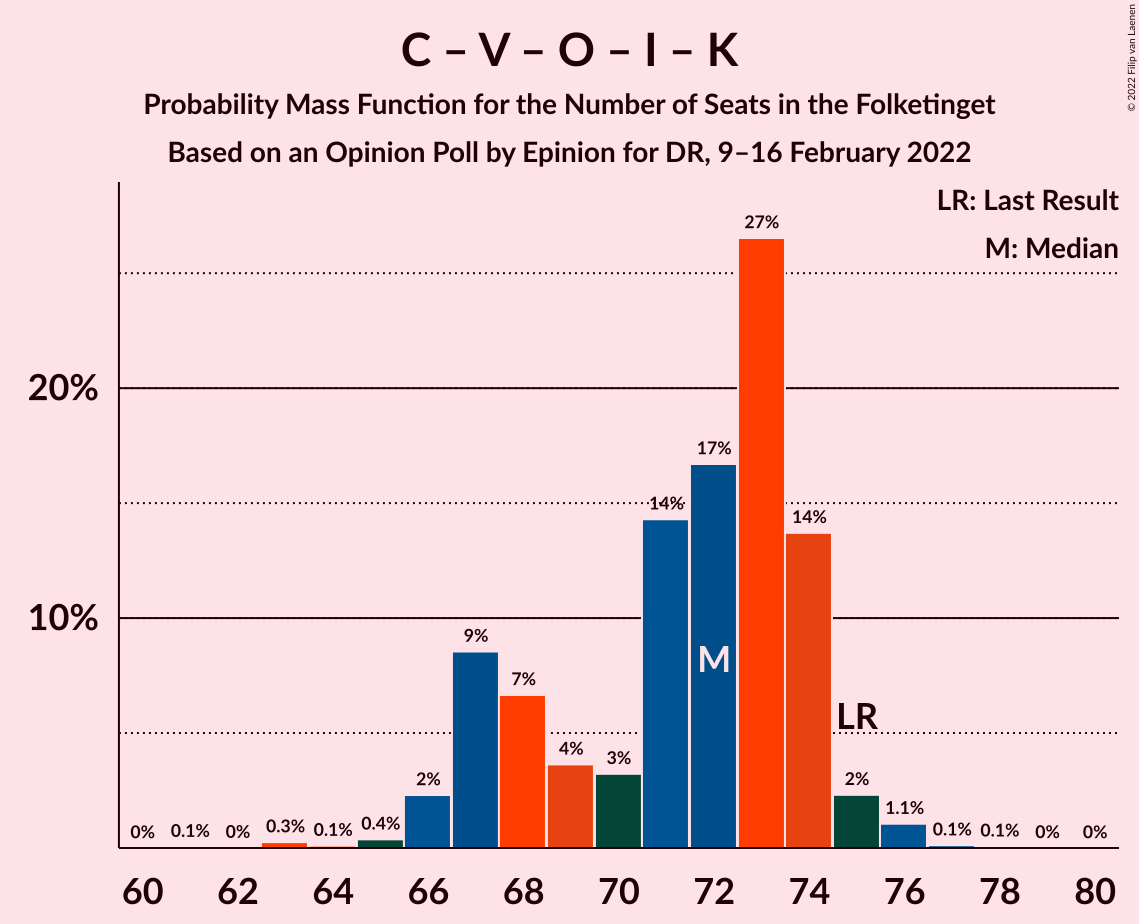 C – V – O – I – K
Probability Mass Function for the Number of Seats in the Folketinget
Based on an Opinion Poll by Epinion for DR, 9–16 February 2022
© 2022 Filip van Laenen
LR: Last Result
M: Median
20%
10%
0%
0.1%
0%
0.3%
0.1%
0.4%
2%
9%
7%
4%
3%
14%
17%
27%
14%
2%
1.1%
0.1%
0.1%
0%
0%
M
LR
60 62 64 66 68 70 72 74 76 78 80